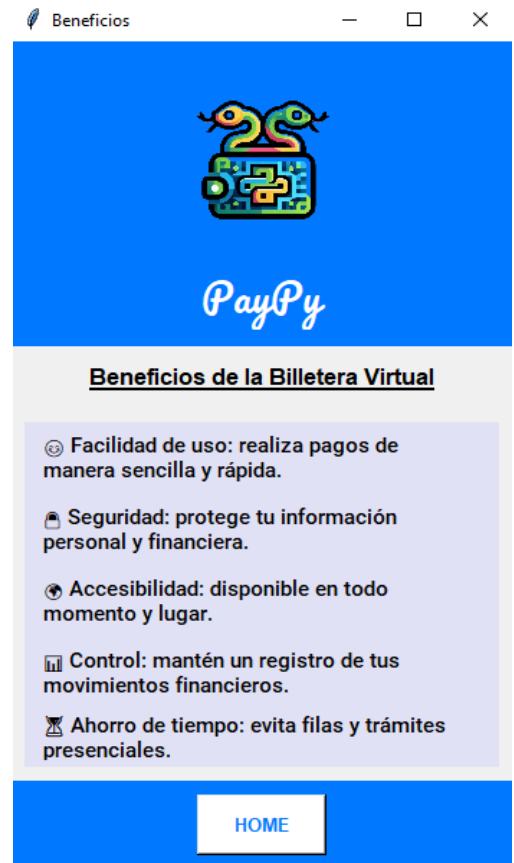 Beneficios
PayPy
Beneficios de la Billetera Virtual
😊 Facilidad de uso: realiza pagos de
manera sencilla y rápida.
🔒 Seguridad: protege tu información
personal y financiera.
🌍 Accesibilidad: disponible en todo
momento y lugar.
📊 Control: mantén un registro de tus
movimientos financieros.
⏳ Ahorro de tiempo: evita filas y trámites
presenciales.
HOME